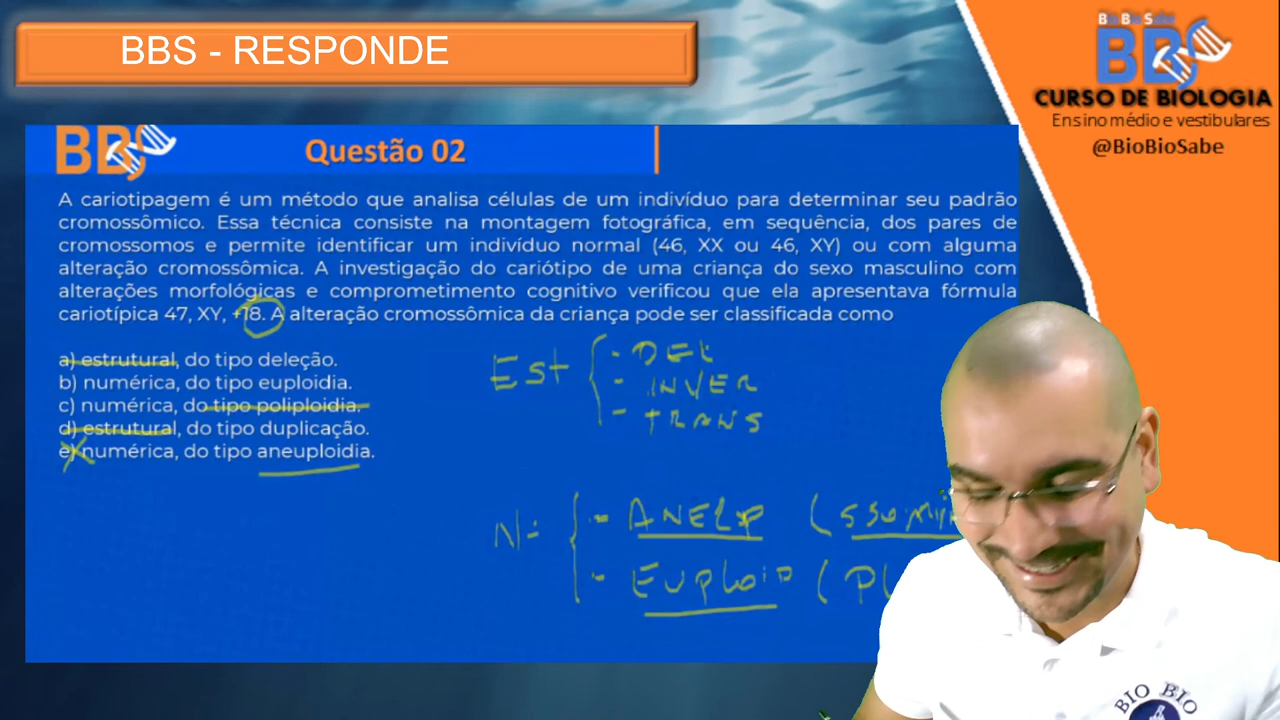 BBS - RESPONDE
Bio Bio Sabe
BBS
CURSO DE BIOLOGIA
Ensino médio e vestibulares
@BioBioSabe
BBS
Questão 02
A cariotipagem é um método que analisa células de um indivíduo para determinar seu padrão
cromossômico. Essa técnica consiste na montagem fotográfica, em sequência, dos pares de
cromossomos e permite identificar um indivíduo normal (46, XX ou 46, XY) ou com alguma
alteração cromossômica. A investigação do cariótipo de uma criança do sexo masculino com
alterações morfológicas e comprometimento cognitivo verificou que ela apresentava fórmula
cariotípica 47, XY, +18. A alteração cromossômica da criança pode ser classificada como
a) estrutural, do tipo deleção.
b) numérica, do tipo euploidia.
c) numérica, do tipo poliploidia.
d) estrutural, do tipo duplicação.
e) numérica, do tipo aneuploidia.
Est { - DEL
- INVER
- TRANS
N: {
- EUPLOID
BIO BIO